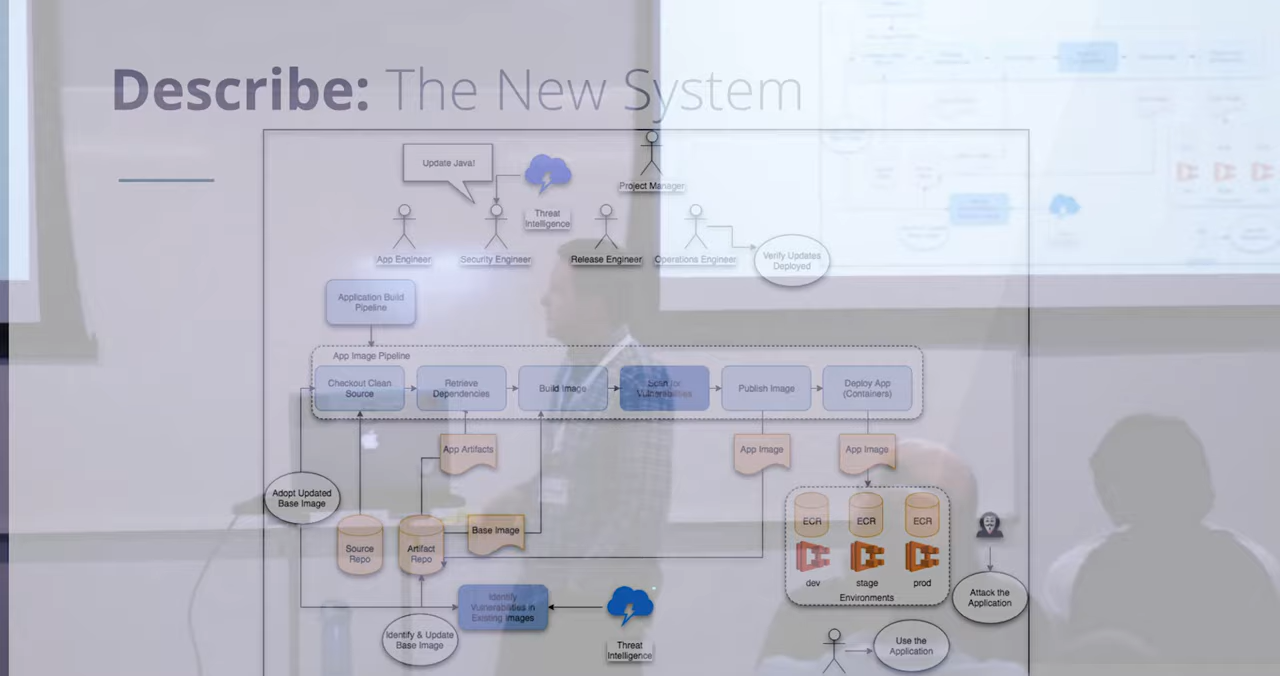 Describe: The New System
Update Java!
Project Manager
Threat
Intelligence
App Engineer
Security Engineer
Release Engineer
Operations Engineer
Verify Updates
Deployed
Application Build
Pipeline
App Image Pipeline
Checkout Clean
Source
Retrieve
Dependencies
Build Image
Scan for
Vulnerabilities
Publish Image
Deploy App
(Containers)
App Artifacts
App Image
App Image
Adopt Updated
Base Image
Source
Repo
Artifact
Repo
Base Image
ECR
ECR
ECR
dev
stage
prod
Environments
Attack the
Application
Identify
Vulnerabilities in
Existing Images
Identify & Update
Base Image
Threat
Intelligence
Use the
Application